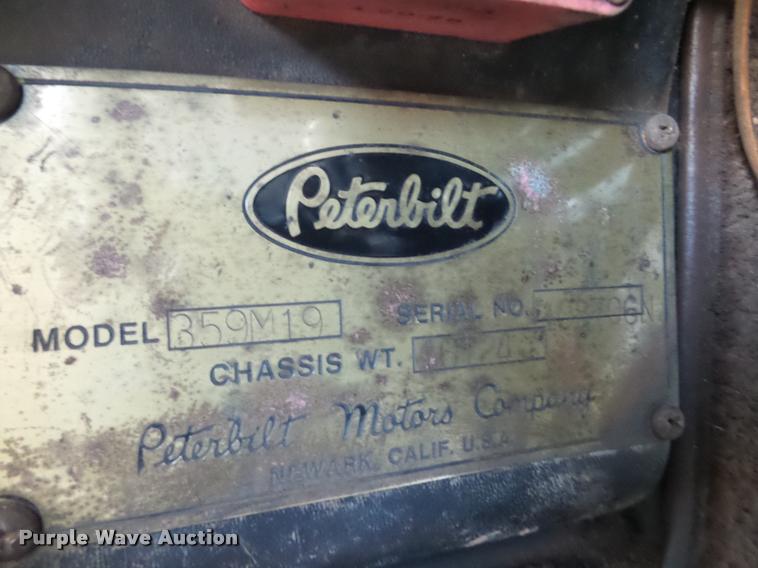 Peterbilt
MODEL 359M19 SERIAL NO.
CHASSIS WT.
Peterbilt Motors Company
NEWARK, CALIF. U.S.A.
Purple Wave Auction